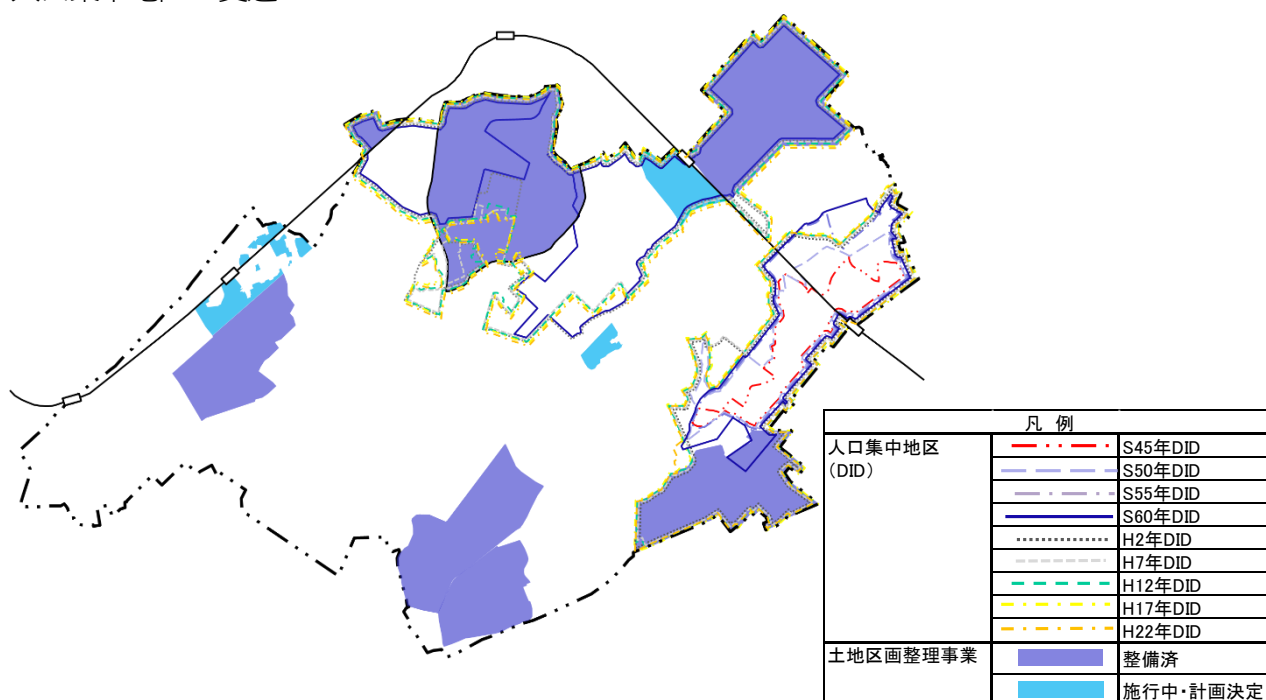 凡 例
人口集中地区
(DID)
S45年DID
S50年DID
S55年DID
S60年DID
H2年DID
H7年DID
H12年DID
H17年DID
H22年DID
土地区画整理事業
整備済
施行中・計画決定